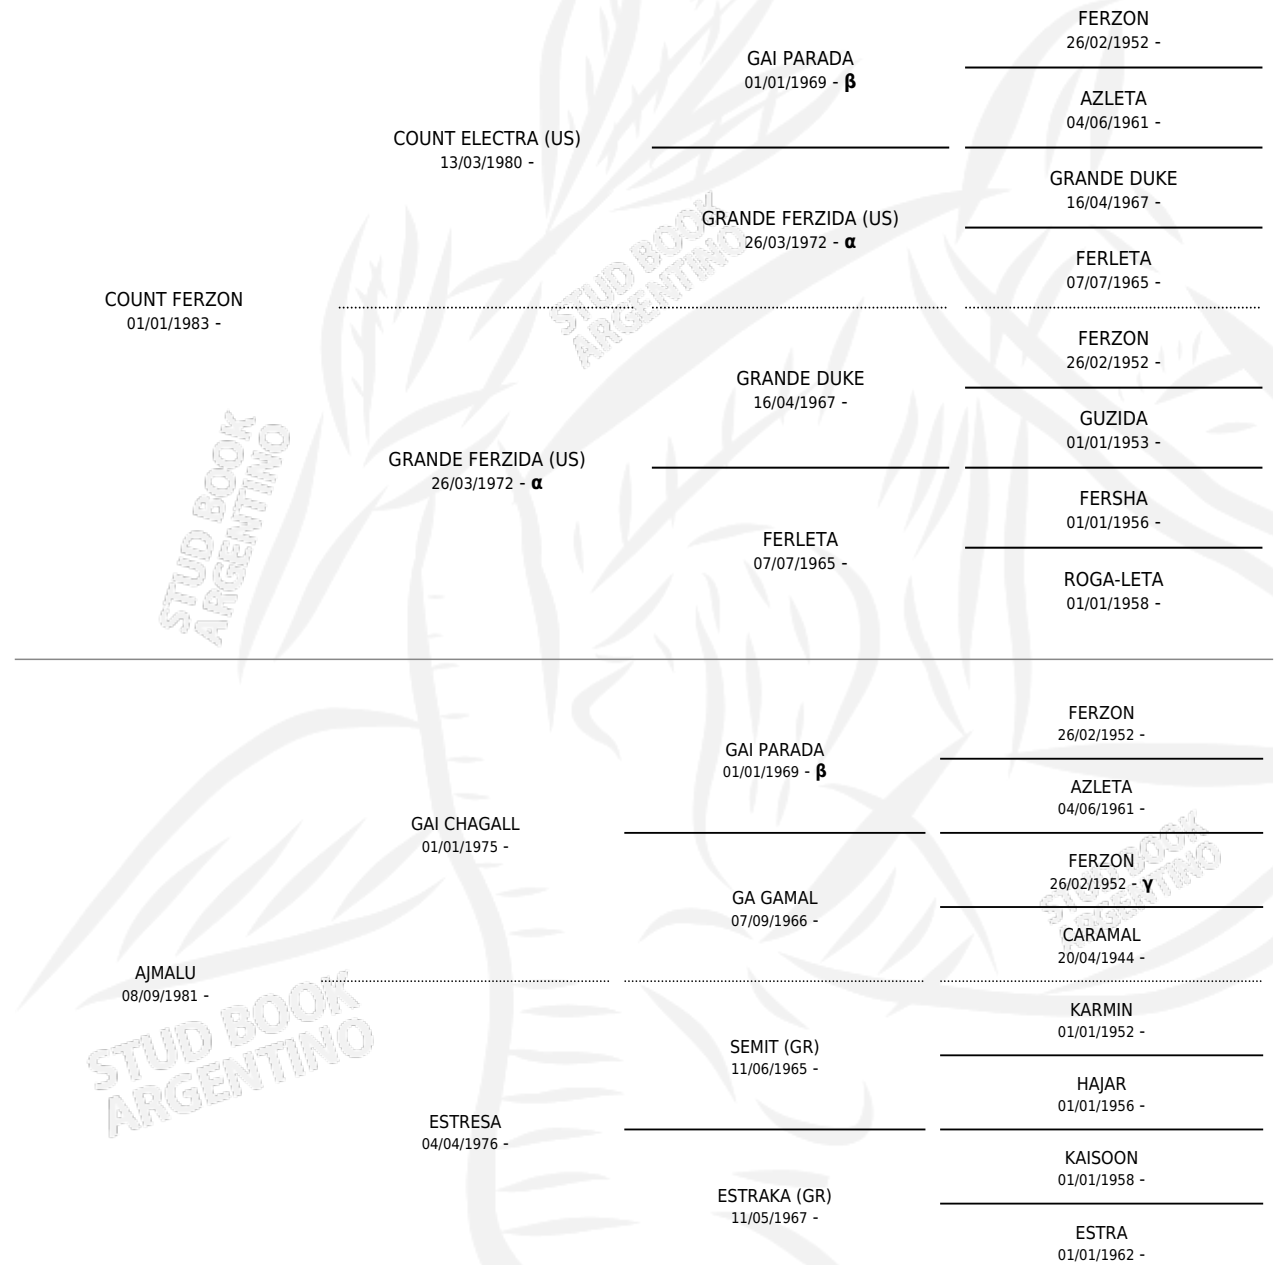 FERZON
26/02/1952 -
GAI PARADA
01/01/1969 - β
AZLETA
04/06/1961 -
COUNT ELECTRA (US)
13/03/1980 -
GRANDE DUKE
16/04/1967 -
GRANDE FERZIDA (US)
26/03/1972 - α
FERLETA
07/07/1965 -
COUNT FERZON
01/01/1983 -
FERZON
26/02/1952 -
GRANDE DUKE
16/04/1967 -
GUZIDA
01/01/1953 -
GRANDE FERZIDA (US)
26/03/1972 - α
FERSHA
01/01/1956 -
FERLETA
07/07/1965 -
ROGA-LETA
01/01/1958 -
FERZON
26/02/1952 -
GAI PARADA
01/01/1969 - β
AZLETA
04/06/1961 -
GAI CHAGALL
01/01/1975 -
FERZON
26/02/1952 - γ
GA GAMAL
07/09/1966 -
CARAMAL
20/04/1944 -
AJMALU
08/09/1981 -
KARMIN
01/01/1952 -
SEMIT (GR)
11/06/1965 -
HAJAR
01/01/1956 -
ESTRESA
04/04/1976 -
KAISOON
01/01/1958 -
ESTRAKA (GR)
11/05/1967 -
ESTRA
01/01/1962 -
STUD BOOK
ARGENTINO
STUD BOOK
ARGENTINO
STUD BOOK
ARGENTINO
STUD BOOK
ARGENTINO